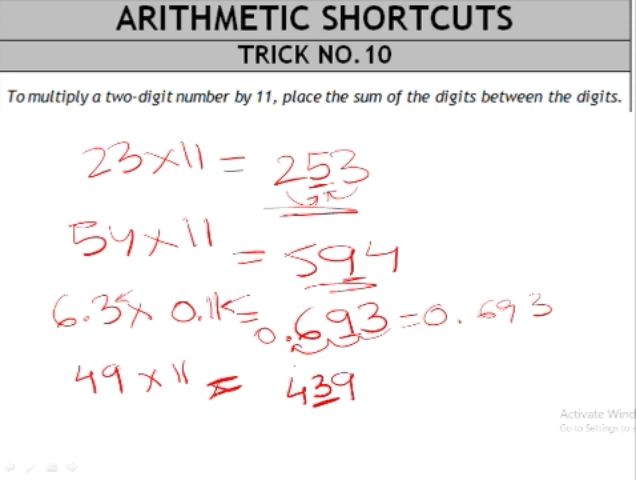 ARITHMETIC SHORTCUTS
TRICK NO.10
To multiply a two-digit number by 11, place the sum of the digits between the digits.
23×11 = 253
54×11 = 594
6.3× 0.11= 0.693=0.693
49×11 = 439
Activate Wind
Go to Settings to